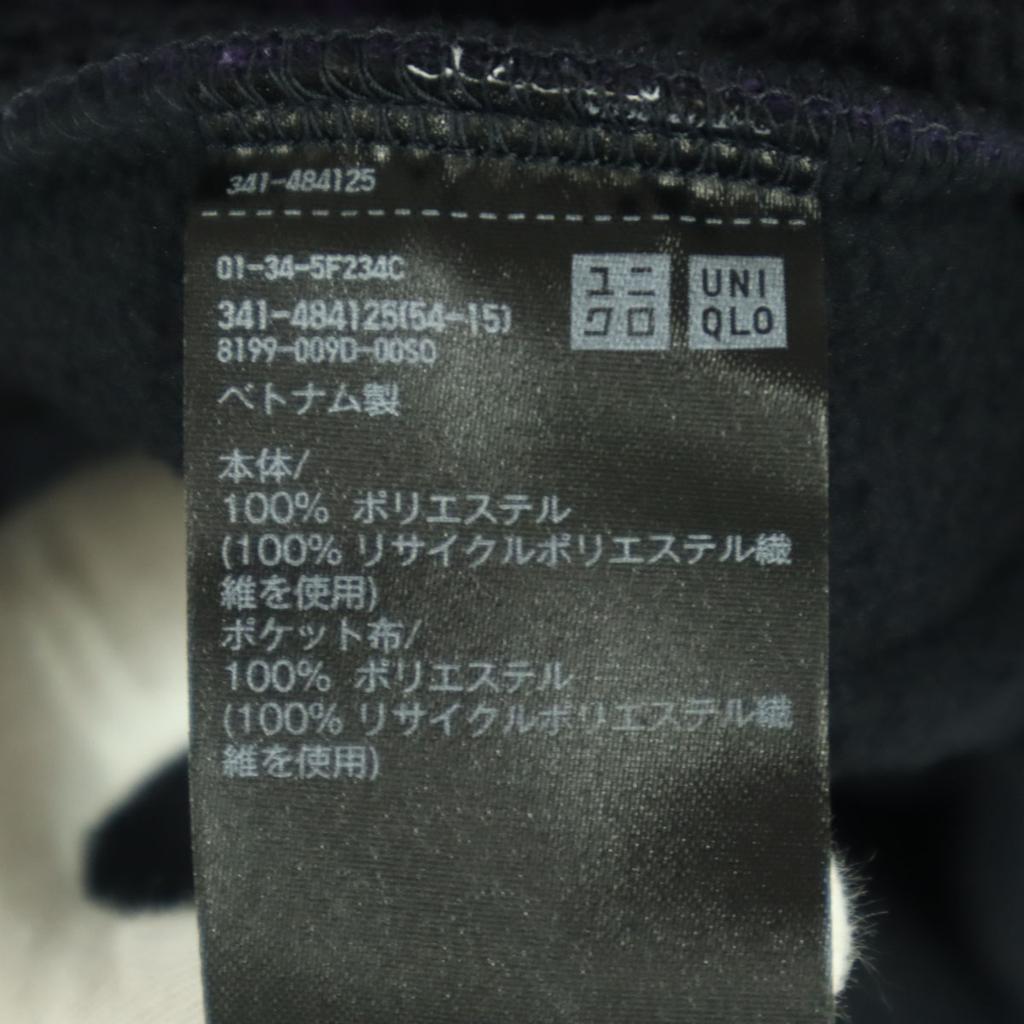 341-484125
01-34-5F234C
341-484125(54-15)
8199-009D-00SO
ユニクロ
UNIQLO
ベトナム製
本体/
100% ポリエステル
(100% リサイクルポリエステル繊
維を使用)
ポケット布/
100% ポリエステル
(100% リサイクルポリエステル繊
維を使用)